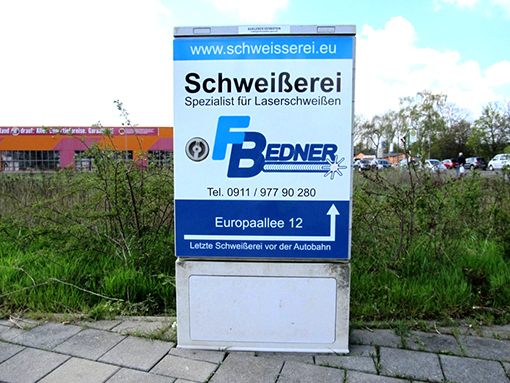 www.schweisserei.eu
Schweißerei
Spezialist für Laserschweißen
FBEDNER
Tel. 0911 / 977 90 280
Europaallee 12
Letzte Schweißerei vor der Autobahn